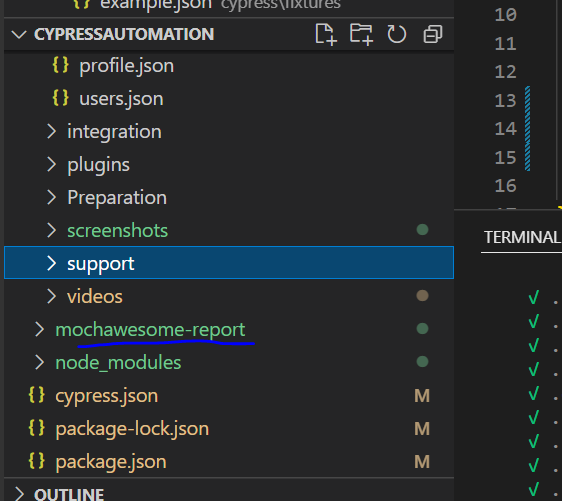 {} example.json cypress\fixtures
CYPRESSAUTOMATION
{} profile.json
{} users.json
integration
plugins
Preparation
screenshots
support
videos
mochawesome-report
node_modules
{} cypress.json M
{} package-lock.json M
{} package.json M
OUTLINE
10
11
12
13
14
15
16
TERMINAL
√ .
√ .
√ .
√ .
√ .
√ .
√ .
√ .
√ .